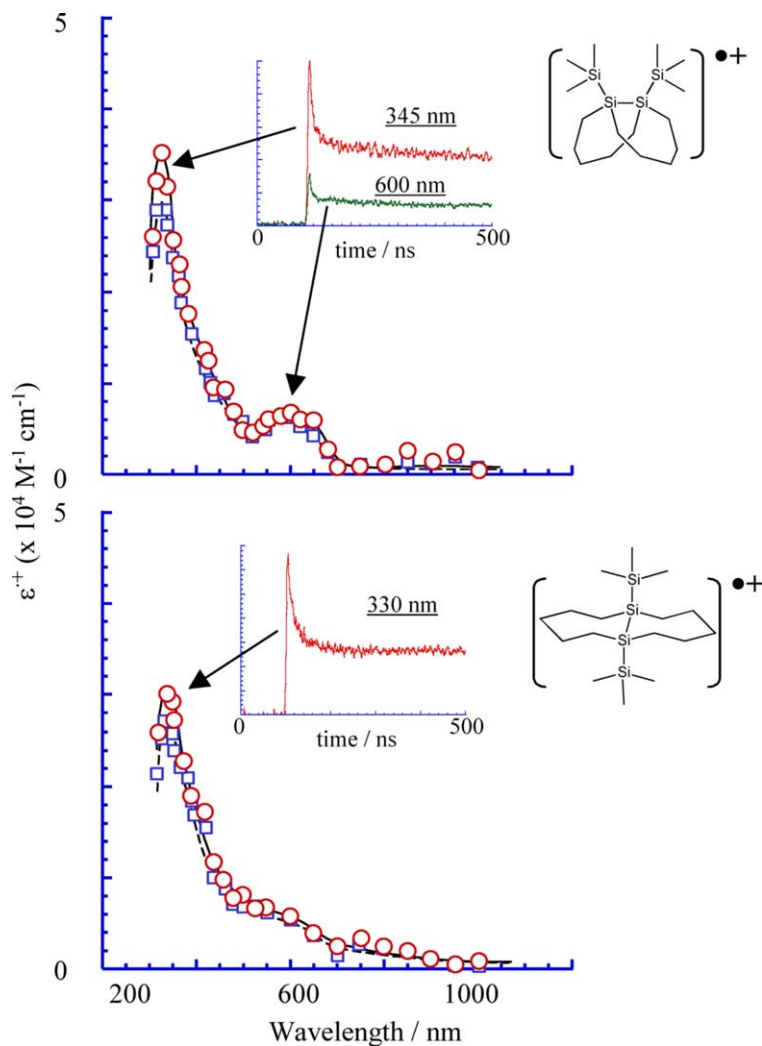 5
345 nm
600 nm
0
500
time / ns
Si
Si
Si
Si
●+
0
ε·+ (x 10⁴ M⁻¹ cm⁻¹)
5
330 nm
0
500
time / ns
Si
Si
Si
Si
●+
0
200
600
1000
Wavelength / nm